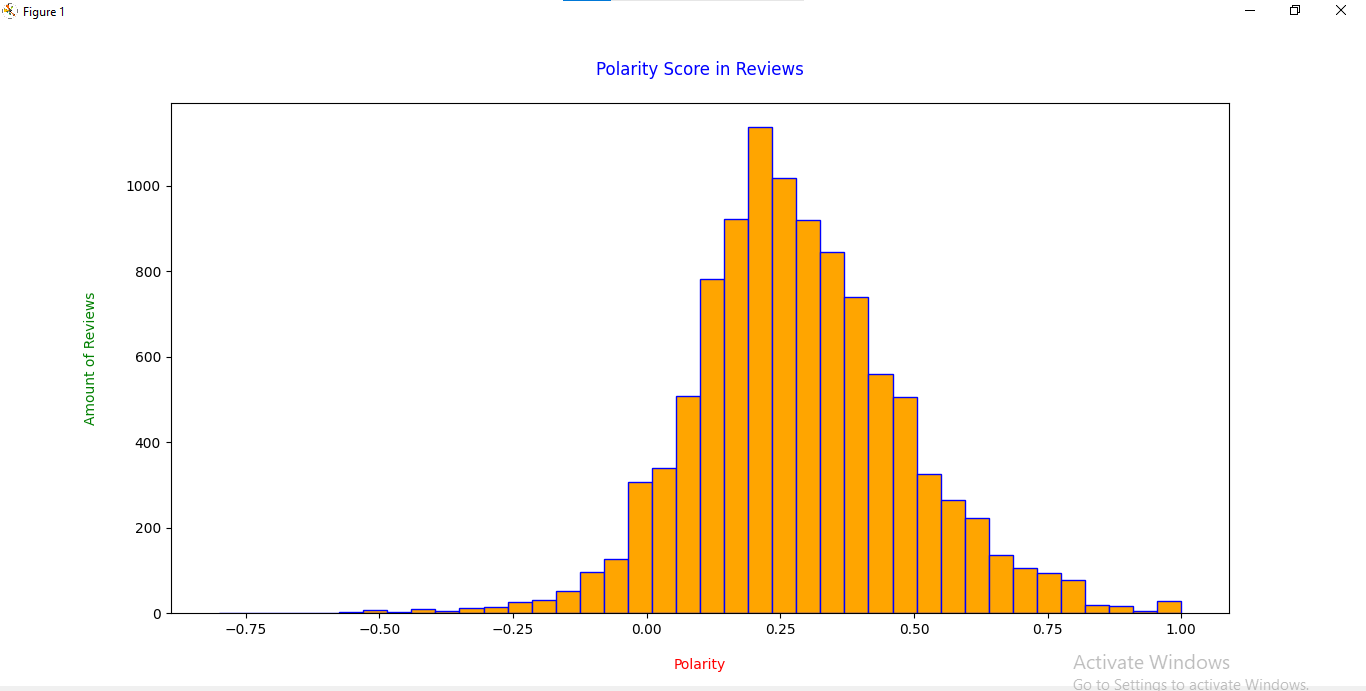 Figure 1
Polarity Score in Reviews
1000
800
600
400
200
0
Amount of Reviews
−0.75 −0.50 −0.25 0.00 0.25 0.50 0.75 1.00
Polarity
Activate Windows
Go to Settings to activate Windows.